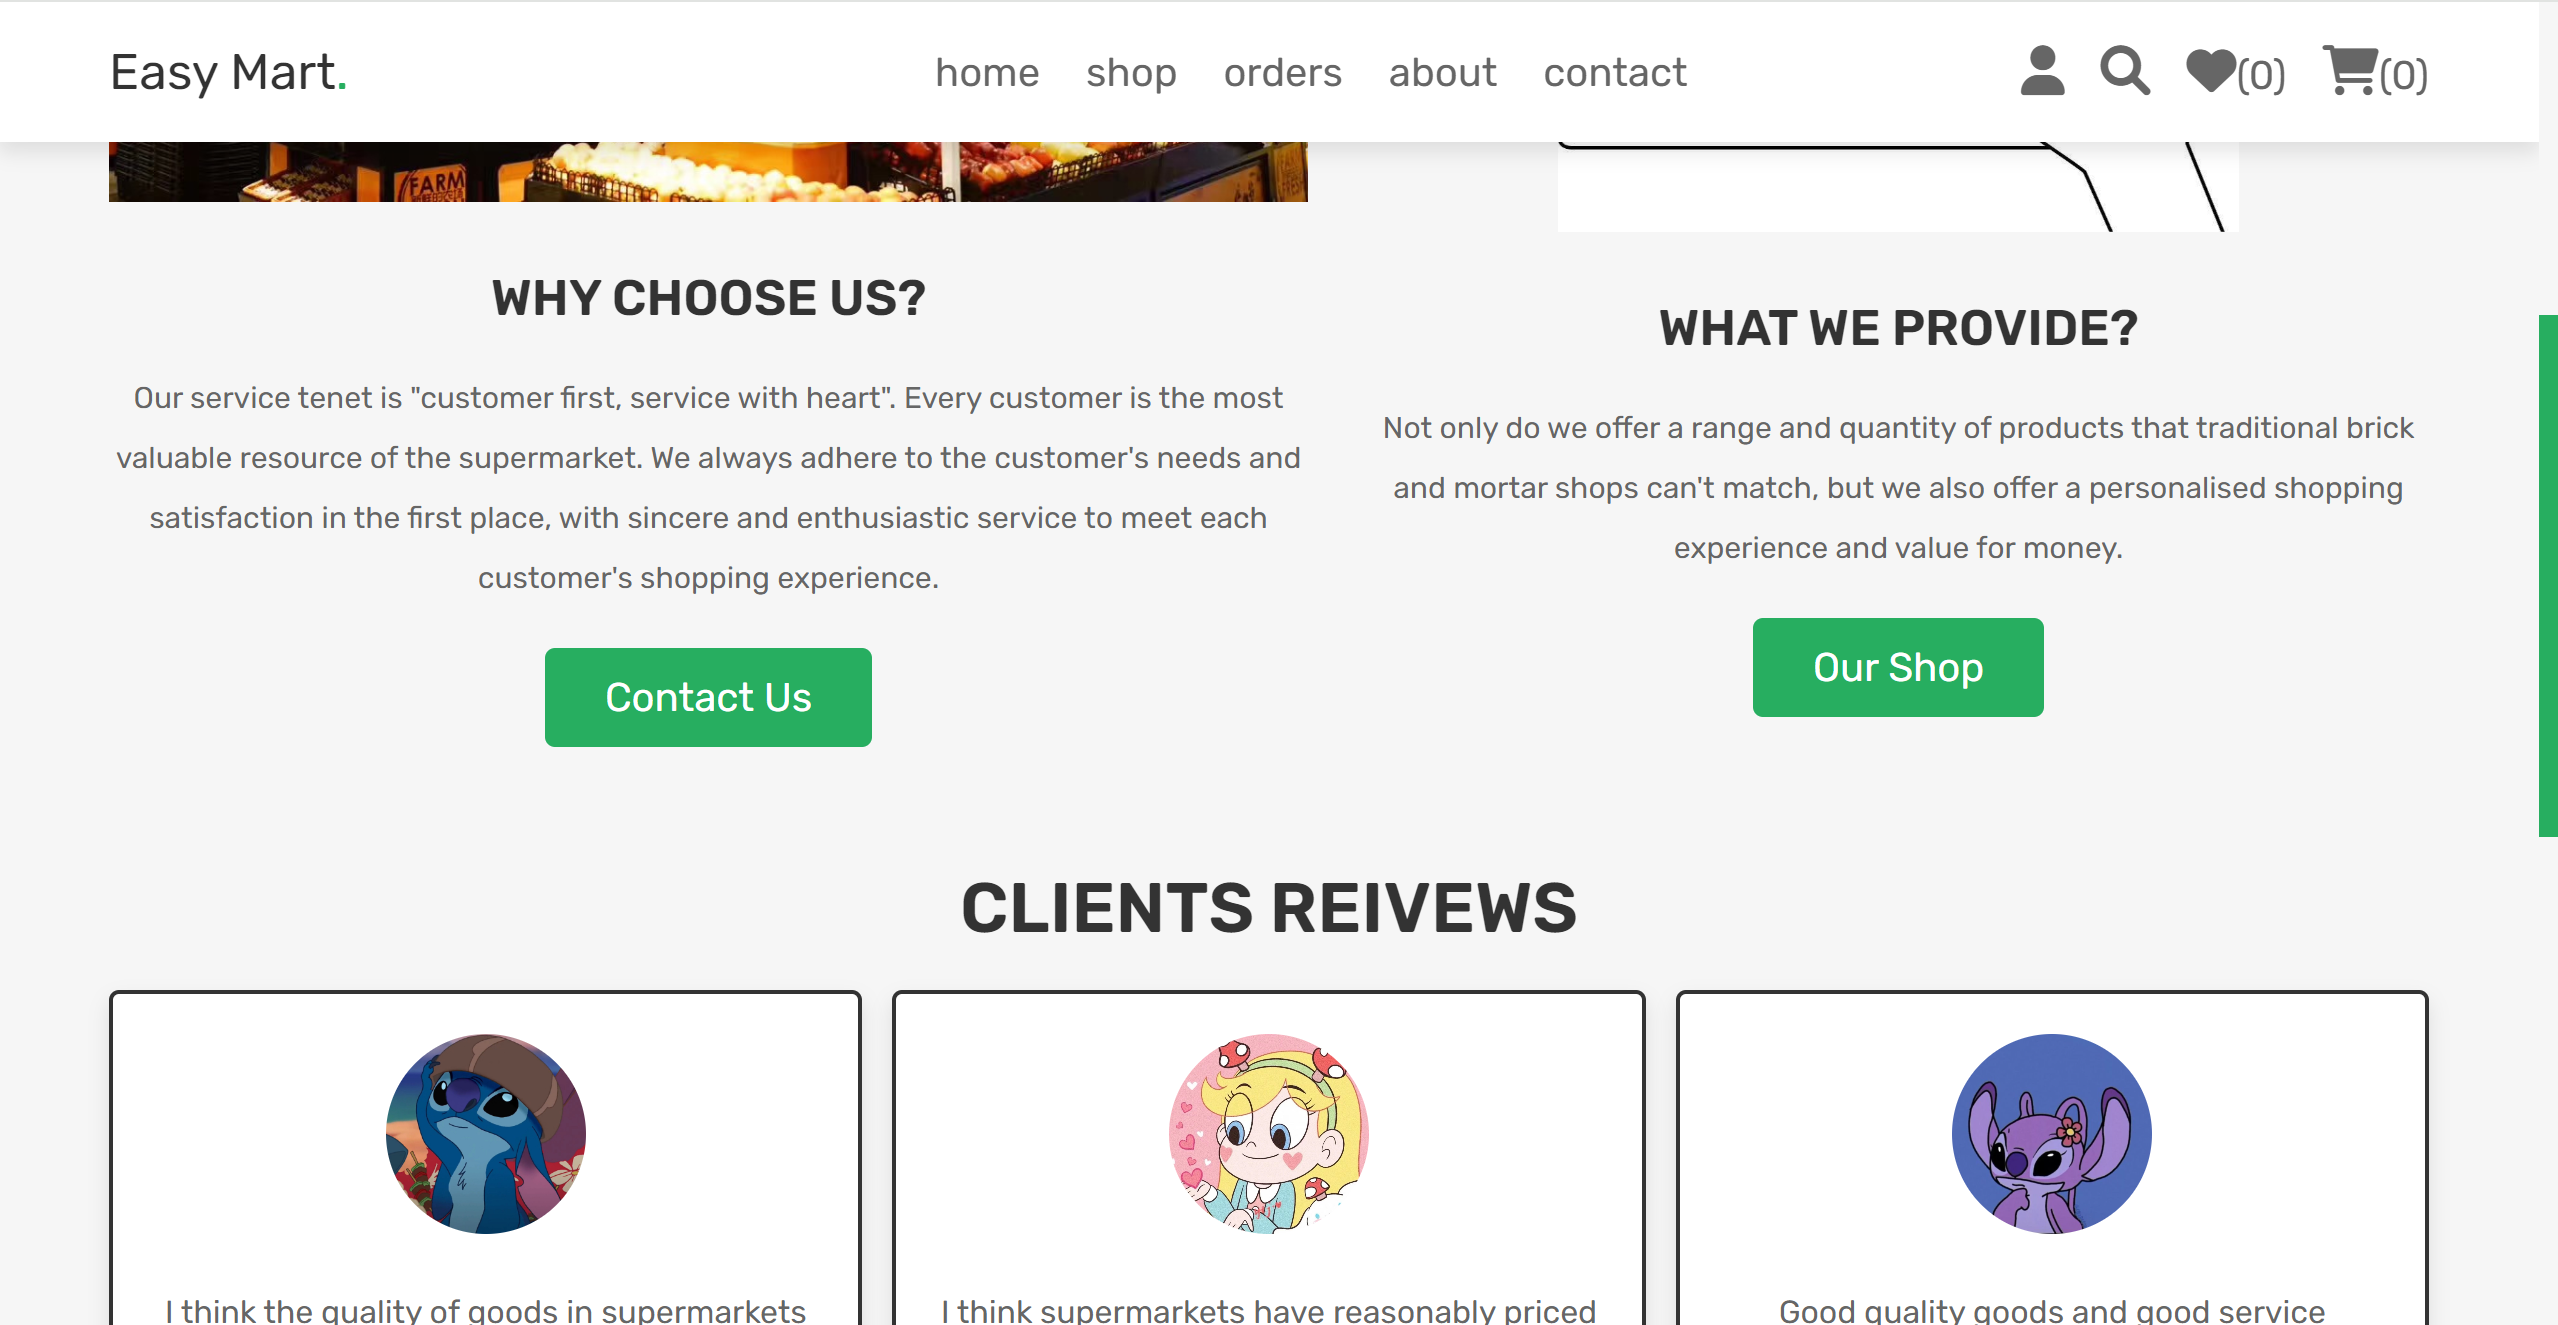 Easy Mart.
home shop orders about contact
(0) (0)
FARM
WHY CHOOSE US?
Our service tenet is "customer first, service with heart". Every customer is the most
valuable resource of the supermarket. We always adhere to the customer's needs and
satisfaction in the first place, with sincere and enthusiastic service to meet each
customer's shopping experience.
Contact Us
WHAT WE PROVIDE?
Not only do we offer a range and quantity of products that traditional brick
and mortar shops can't match, but we also offer a personalised shopping
experience and value for money.
Our Shop
CLIENTS REIVEWS
I think the quality of goods in supermarkets
I think supermarkets have reasonably priced
Good quality goods and good service